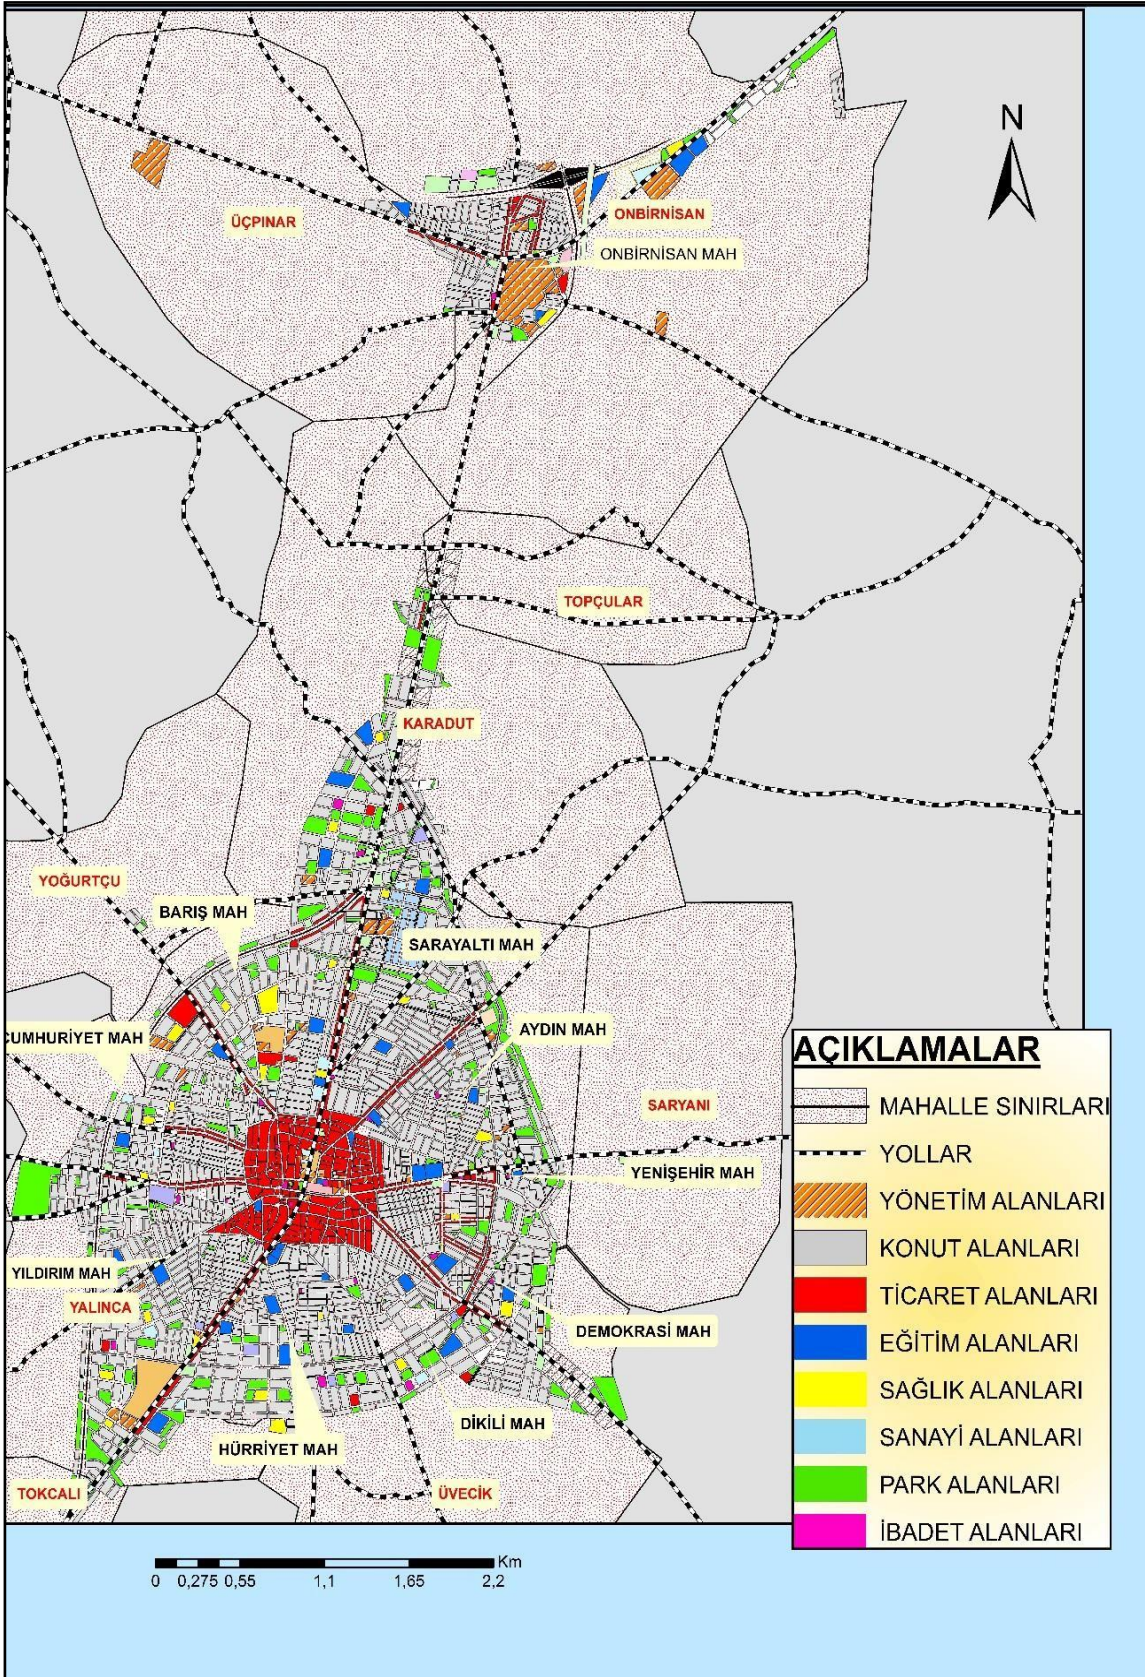 N
ÜÇPINAR
ONBİRNİSAN
ONBİRNİSAN MAH
TOPÇULAR
KARADUT
YOĞURTÇU
BARIŞ MAH
SARAYALTI MAH
CUMHURİYET MAH
AYDIN MAH
SARYANI
YENİŞEHİR MAH
YILDIRIM MAH
YALINCA
DEMOKRASİ MAH
DİKİLİ MAH
HÜRRİYET MAH
TOKCALI
ÜVECİK
AÇIKLAMALAR
MAHALLE SINIRLARI
YOLLAR
YÖNETİM ALANLARI
KONUT ALANLARI
TİCARET ALANLARI
EĞİTİM ALANLARI
SAĞLIK ALANLARI
SANAYİ ALANLARI
PARK ALANLARI
İBADET ALANLARI
Km
0 0,275 0,55 1,1 1,65 2,2